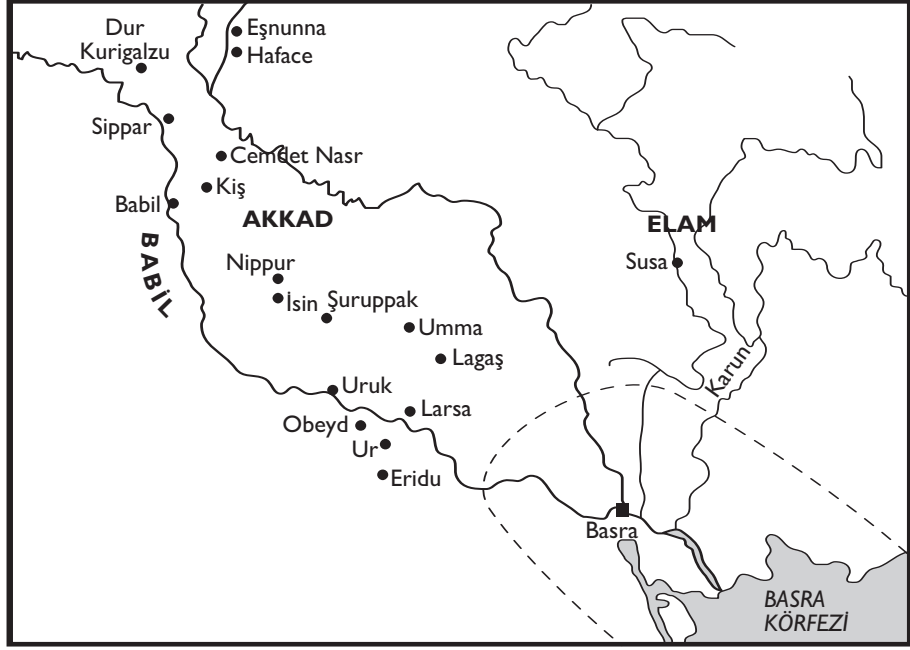 Dur
Kurigalzu
Eşnunna
Haface
Sippar
Cemdet Nasr
Kiş
Babil
AKKAD
BABİL
ELAM
Susa
Nippur
İsin
Şuruppak
Umma
Lagaş
Karun
Uruk
Larsa
Obeyd
Ur
Eridu
Basra
BASRA
KÖRFEZİ